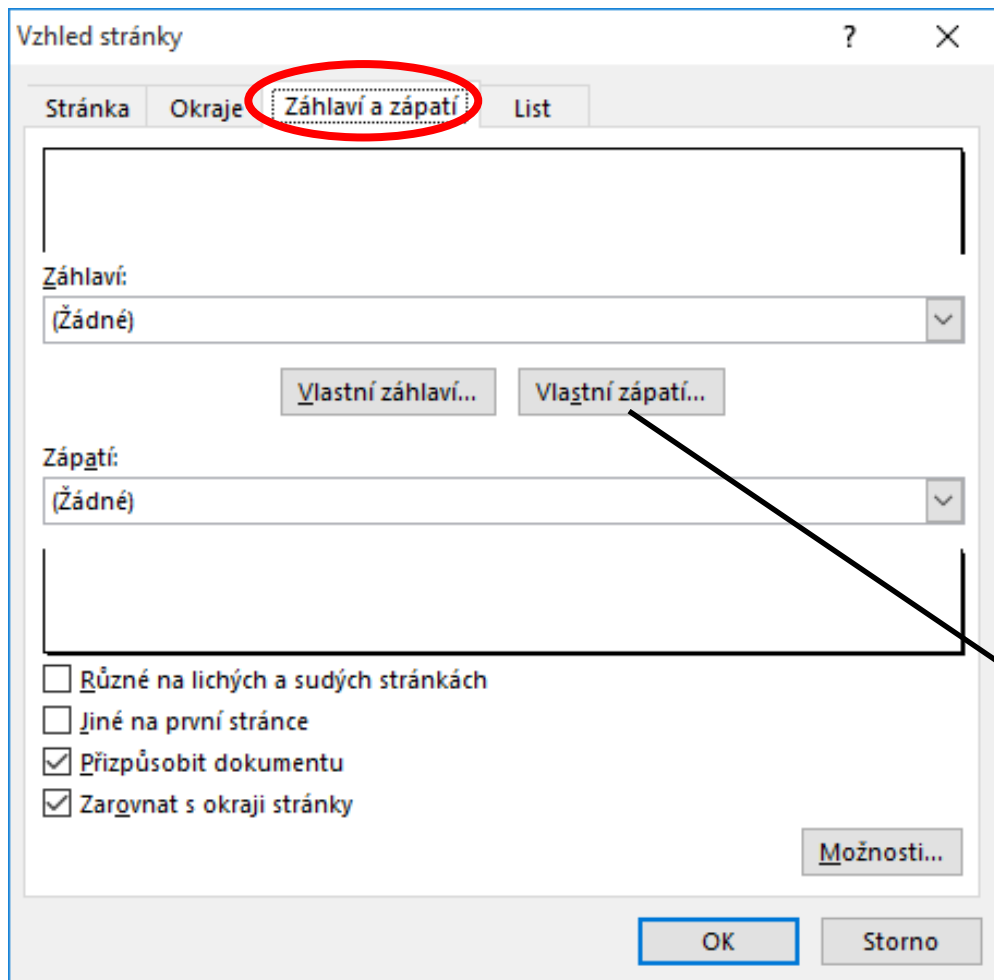 Vzhled stránky ?
Stránka Okraje Záhlaví a zápatí List
Záhlaví:
(Žádné)
Vlastní záhlaví... Vlastní zápatí...
Zápatí:
(Žádné)
Různé na lichých a sudých stránkách
Jiné na první stránce
Přizpůsobit dokumentu
Zarovnat s okraji stránky
Možnosti...
OK Storno